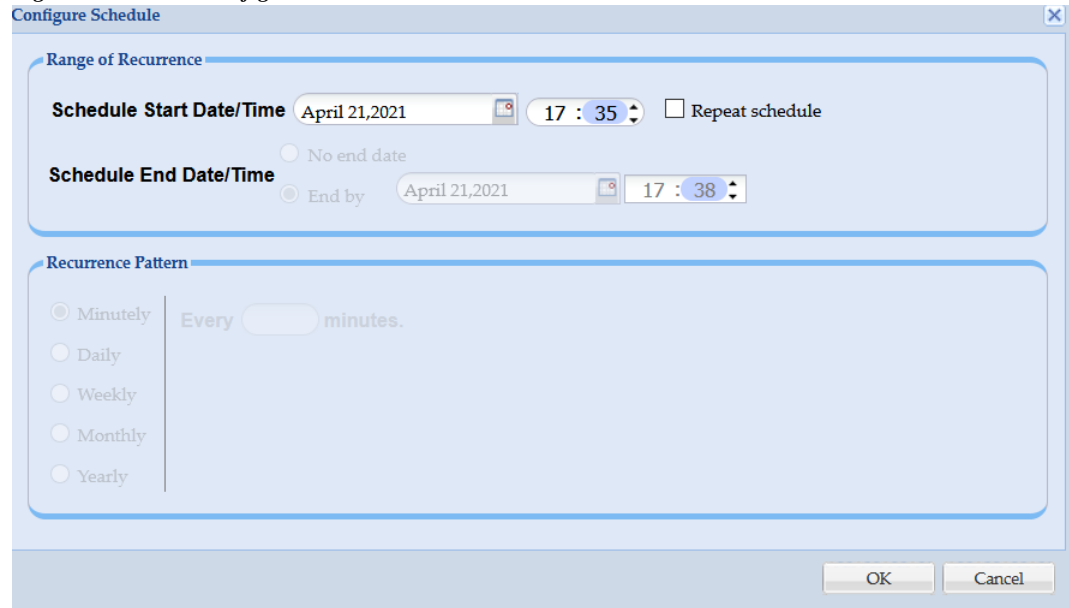 Configure Schedule
Range of Recurrence
Schedule Start Date/Time April 21,2021 17 : 35 Repeat schedule
No end date
Schedule End Date/Time
End by April 21,2021 17 : 38
Recurrence Pattern
Minutely Every minutes.
Daily
Weekly
Monthly
Yearly
OK Cancel